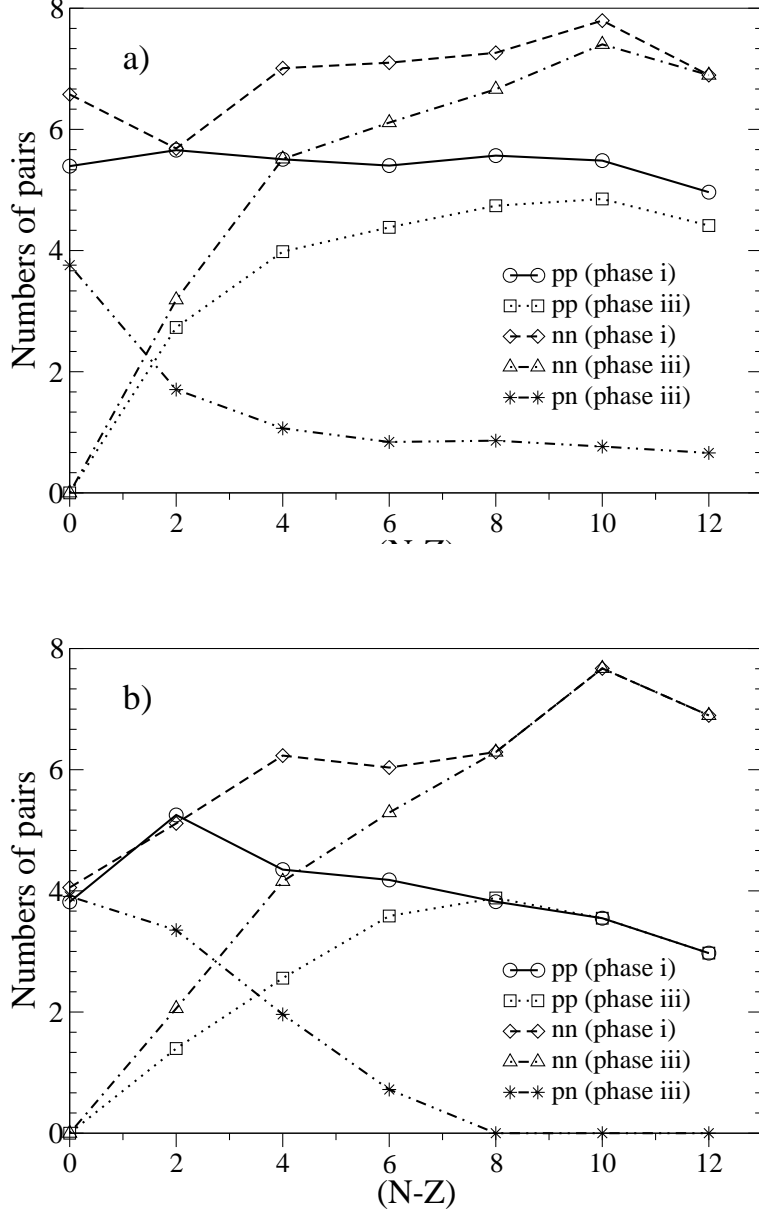 8
a)
6
Numbers of pairs
4
pp (phase i)
pp (phase iii)
nn (phase i)
2
nn (phase iii)
pn (phase iii)
0
0 2 4 6 8 10 12
(N-Z)
8
b)
6
Numbers of pairs
4
pp (phase i)
2
pp (phase iii)
nn (phase i)
nn (phase iii)
pn (phase iii)
0
0 2 4 6 8 10 12
(N-Z)